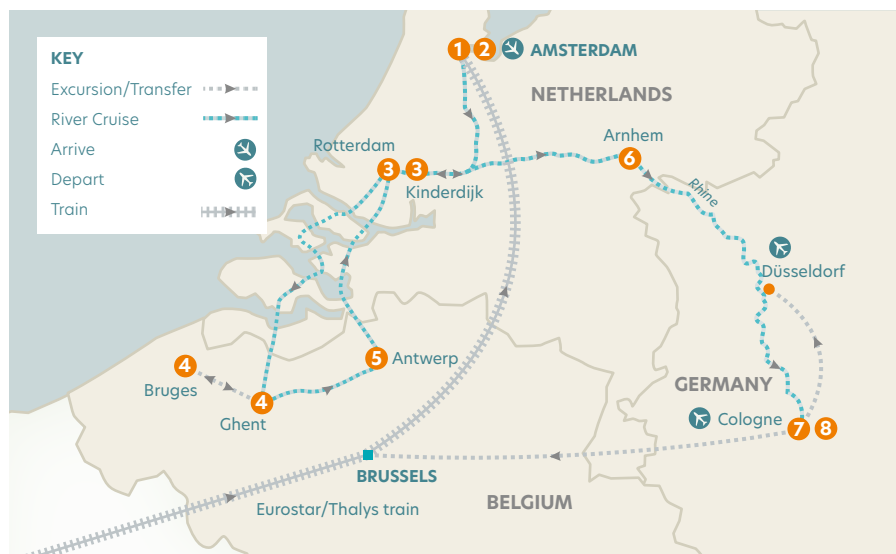 KEY
Excursion/Transfer
River Cruise
Arrive
Depart
Train
1 2 AMSTERDAM
NETHERLANDS
Rotterdam
Arnhem
3 3
6
Kinderdijk
Rhine
Düsseldorf
4
Bruges
5 Antwerp
4
Ghent
GERMANY
Cologne
7 8
BRUSSELS
BELGIUM
Eurostar/Thalys train